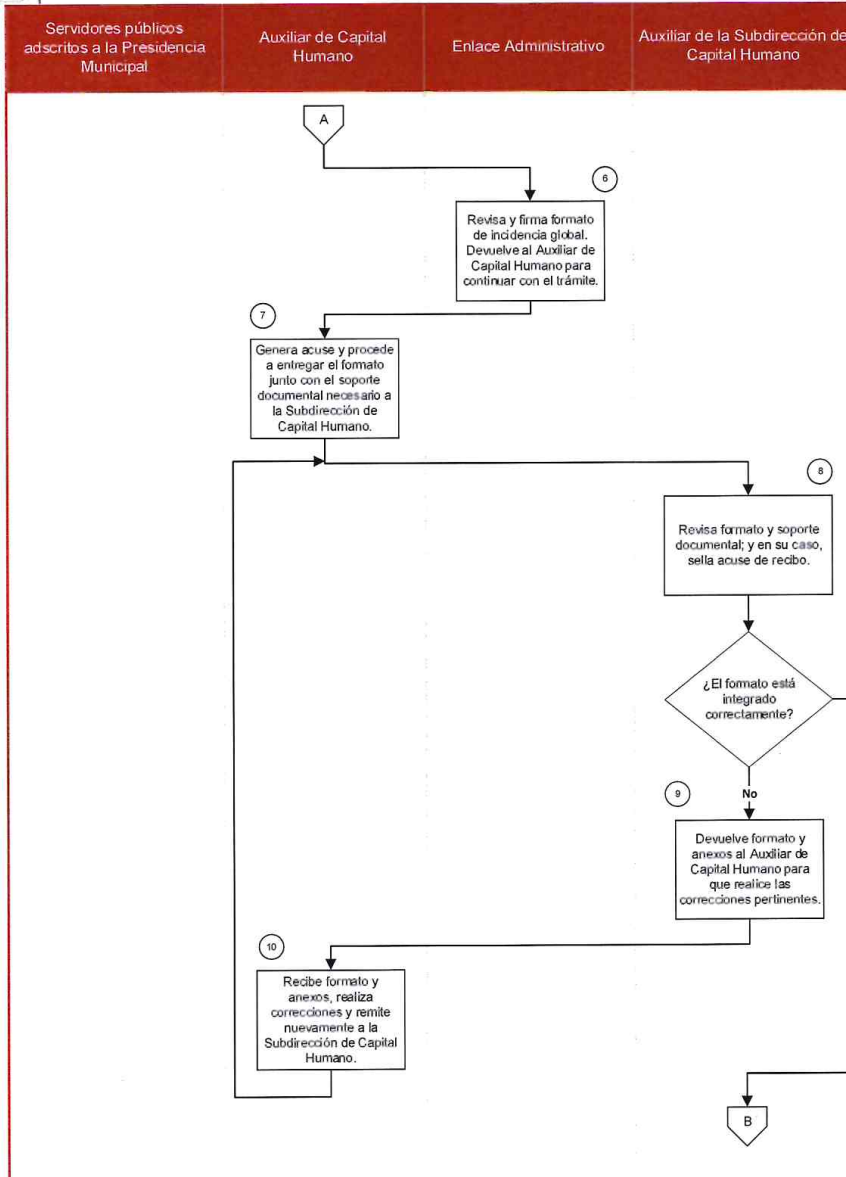 Servidores públicos
adscritos a la Presidencia
Municipal
Auxiliar de Capital
Humano
Enlace Administrativo
Auxiliar de la Subdirección de
Capital Humano
A
6
Revisa y firma formato
de incidencia global.
Devuelve al Auxiliar de
Capital Humano para
continuar con el trámite.
7
Genera acuse y procede
a entregar el formato
junto con el soporte
documental necesario a
la Subdirección de
Capital Humano.
8
Revisa formato y soporte
documental; y en su caso,
sella acuse de recibo.
¿El formato está
integrado
correctamente?
No
9
Devuelve formato y
anexos al Auxiliar de
Capital Humano para
que realice las
correcciones pertinentes.
10
Recibe formato y
anexos, realiza
correcciones y remite
nuevamente a la
Subdirección de Capital
Humano.
B